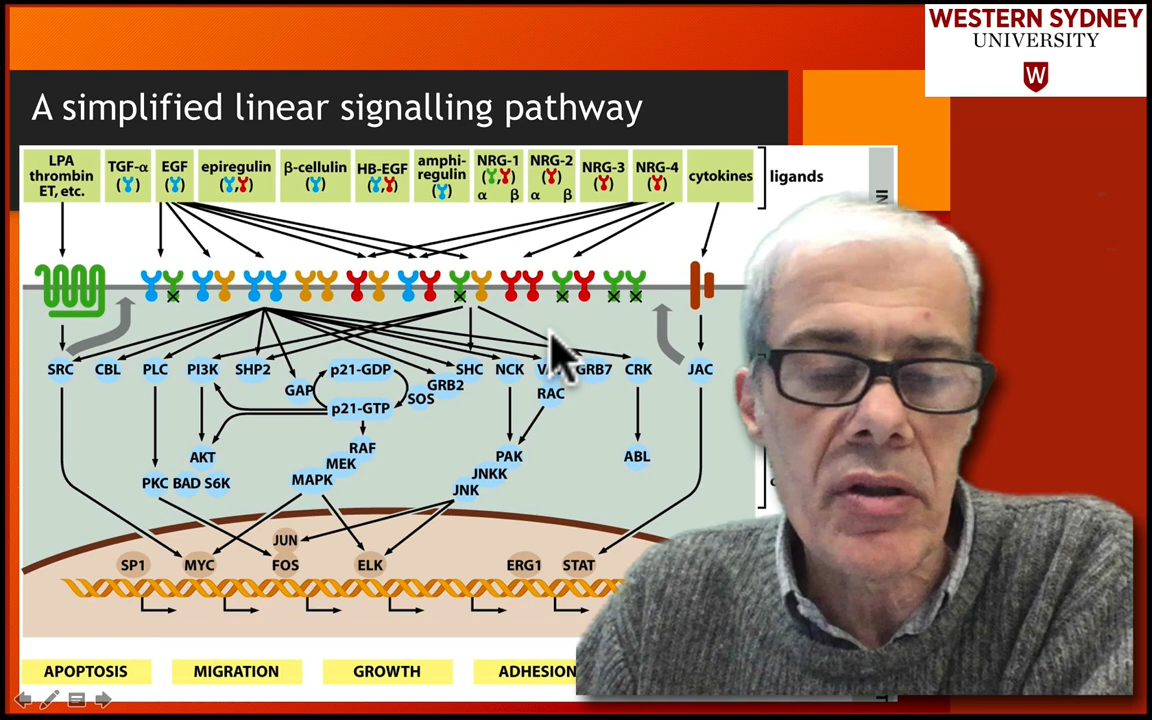 WESTERN SYDNEY
UNIVERSITY
W
A simplified linear signalling pathway
LPA
thrombin
ET, etc.
TGF-α
EGF
epiregulin
β-cellulin
HB-EGF
amphi-
regulin
NRG-1
α β
NRG-2
α β
NRG-3
NRG-4
cytokines
ligands
SRC CBL PLC PI3K SHP2 p21-GDP SHC NCK GRB7 CRK JAC
GAP GRB2 SOS RAC
p21-GTP
RAF
AKT MEK PAK ABL
PKC BAD S6K MAPK JNKK
JNK
JUN
SP1 MYC FOS ELK ERG1 STAT
APOPTOSIS MIGRATION GROWTH ADHESION